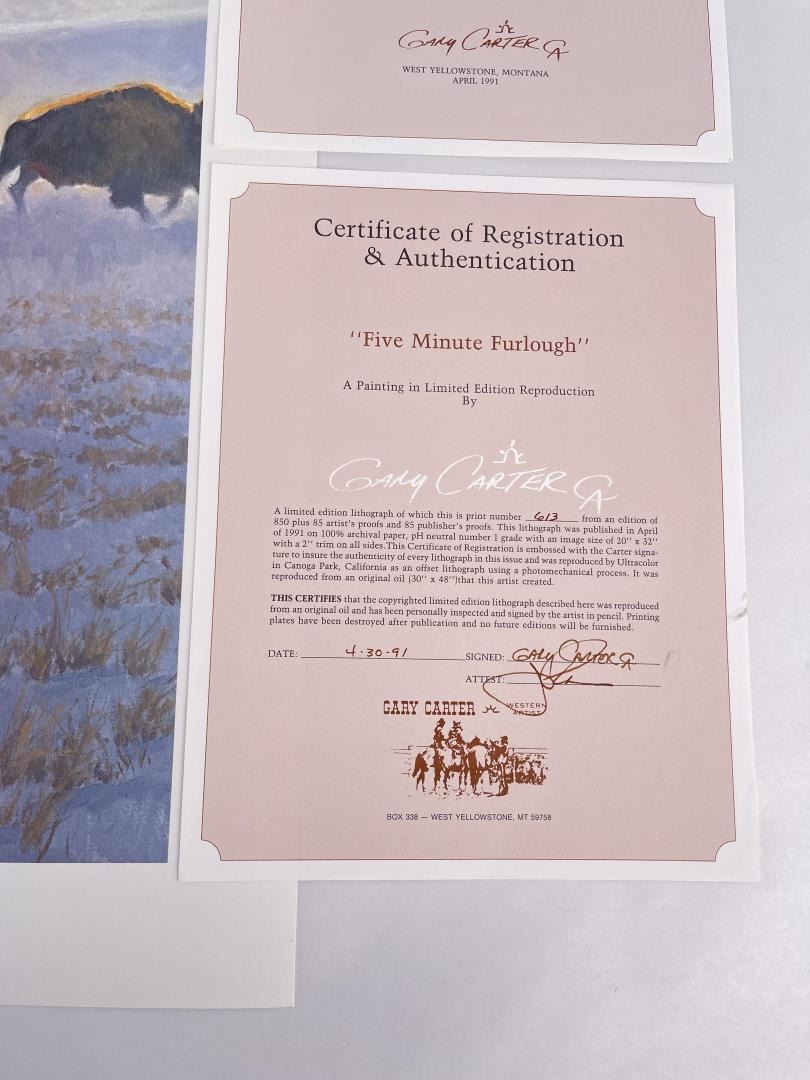 Gary Carter CA
WEST YELLOWSTONE, MONTANA
APRIL 1991
Certificate of Registration
& Authentication
''Five Minute Furlough''
A Painting in Limited Edition Reproduction
By
Gary Carter CA
A limited edition lithograph of which this is print number 613 from an edition of
850 plus 85 artist's proofs and 85 publisher's proofs. This lithograph was published in April
of 1991 on 100% archival paper, pH neutral number 1 grade with an image size of 20'' x 32''
with a 2'' trim on all sides.This Certificate of Registration is embossed with the Carter signa-
ture to insure the authenticity of every lithograph in this issue and was reproduced by Ultracolor
in Canoga Park, California as an offset lithograph using a photomechanical process. It was
reproduced from an original oil (30'' x 48'')that this artist created.
THIS CERTIFIES that the copyrighted limited edition lithograph described here was reproduced
from an original oil and has been personally inspected and signed by the artist in pencil. Printing
plates have been destroyed after publication and no future editions will be furnished.
DATE: 4-30-91 SIGNED: Gary Carter CA
ATTEST:
GARY CARTER WESTERN
ARTIST
BOX 338 — WEST YELLOWSTONE, MT 59758